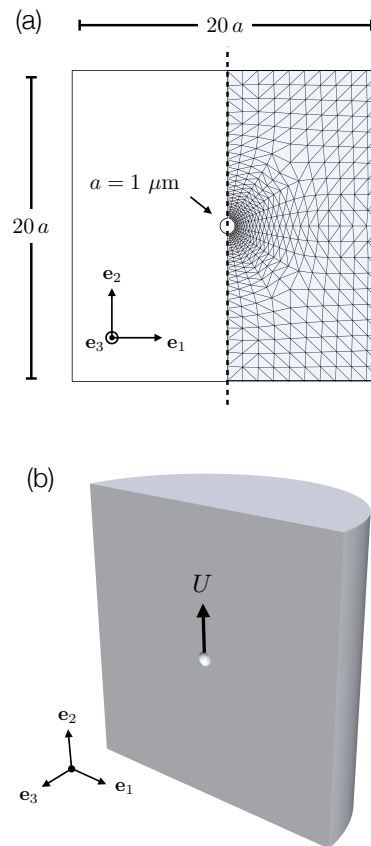 (a)
20 a
20 a
a = 1 μm
e₂
e₃
e₁
(b)
U
e₂
e₃
e₁